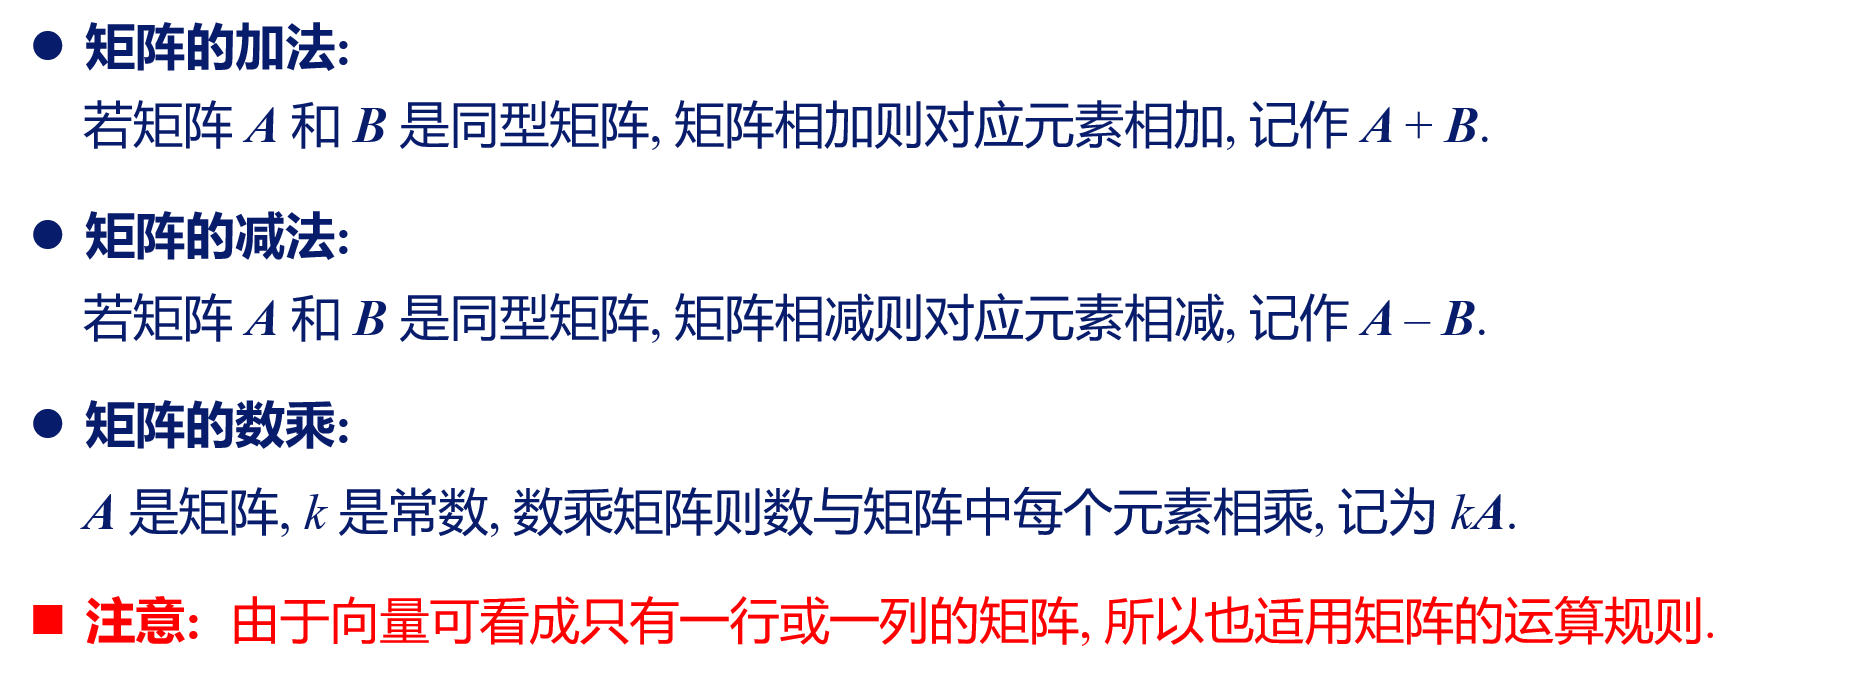 ● 矩阵的加法:
若矩阵 A 和 B 是同型矩阵, 矩阵相加则对应元素相加, 记作 A + B.
● 矩阵的减法:
若矩阵 A 和 B 是同型矩阵, 矩阵相减则对应元素相减, 记作 A – B.
● 矩阵的数乘:
A 是矩阵, k 是常数, 数乘矩阵则数与矩阵中每个元素相乘, 记为 kA.
■ 注意: 由于向量可看成只有一行或一列的矩阵, 所以也适用矩阵的运算规则.